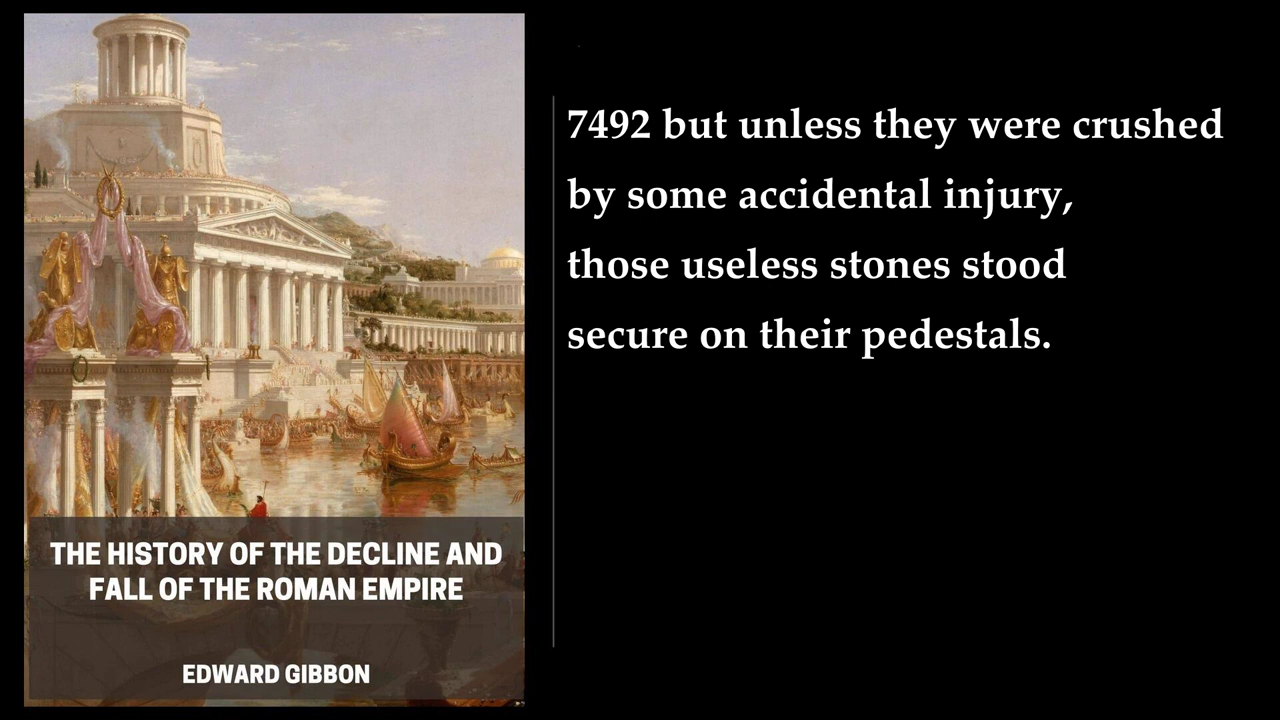 7492 but unless they were crushed
by some accidental injury,
those useless stones stood
secure on their pedestals.
THE HISTORY OF THE DECLINE AND
FALL OF THE ROMAN EMPIRE
EDWARD GIBBON